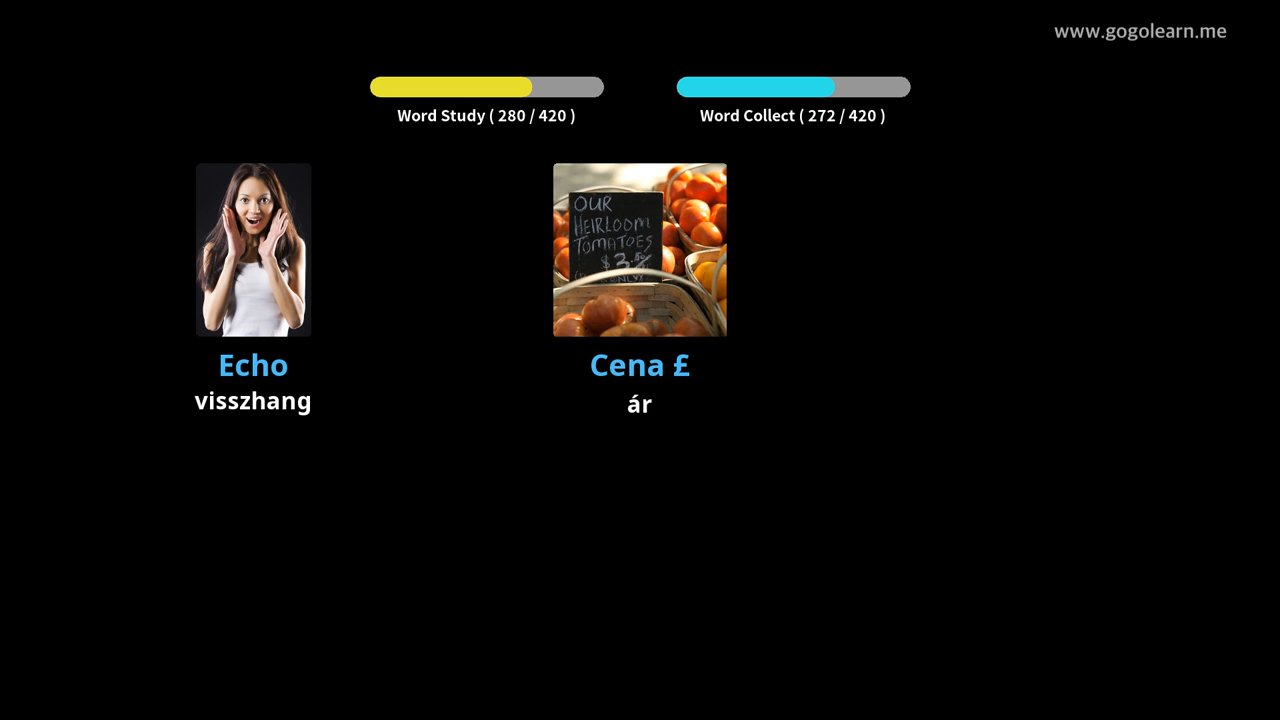 www.gogolearn.me
Word Study ( 280 / 420 )
Word Collect ( 272 / 420 )
OUR
HEIRLOOM
TOMATOES
Echo
visszhang
Cena £
ár